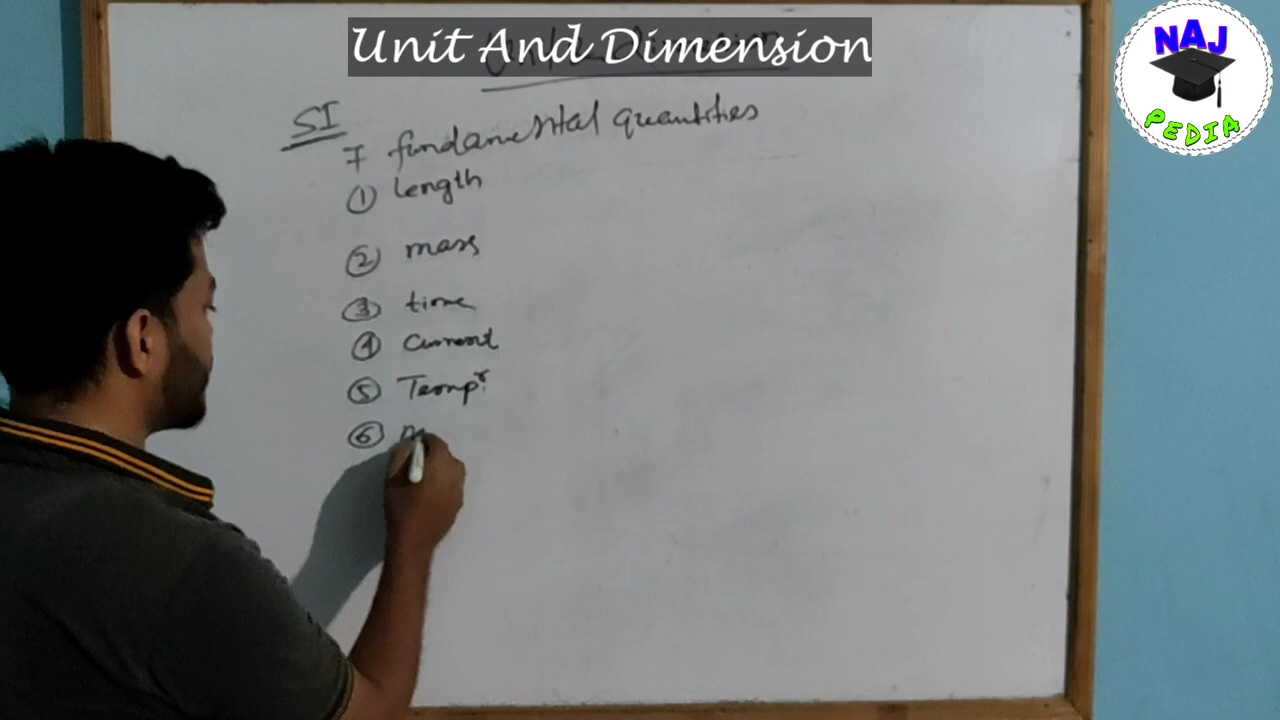 Unit And Dimension
NAJ
PEDIA
SI
7 fundamental quantities
① length
② mass
③ time
④ Current
⑤ Tempr
⑥